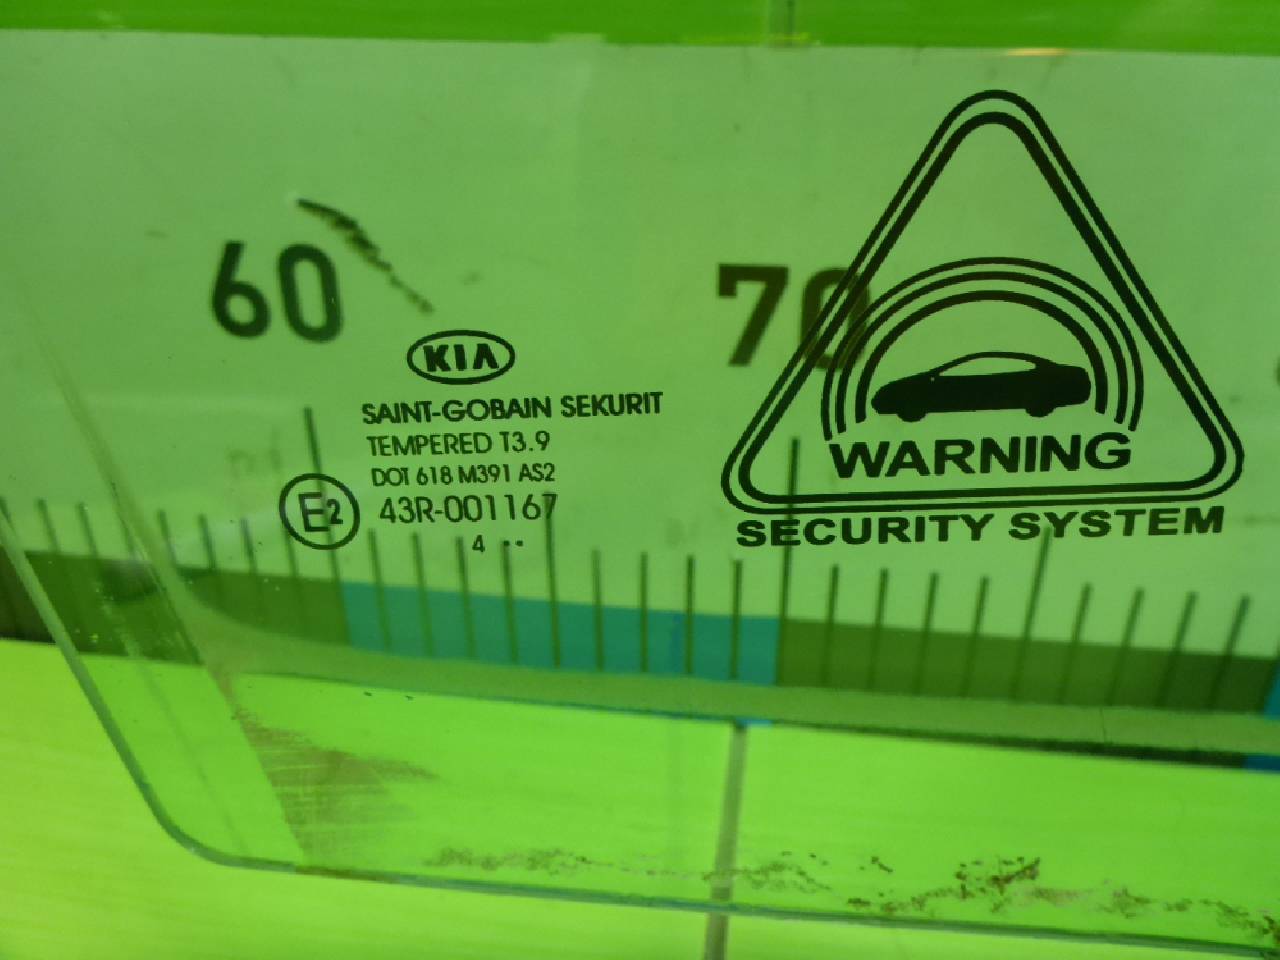 60
70
KIA
SAINT-GOBAIN SEKURIT
TEMPERED T3.9
DOT 618 M391 AS2
E2 43R-001167
4 ..
WARNING
SECURITY SYSTEM